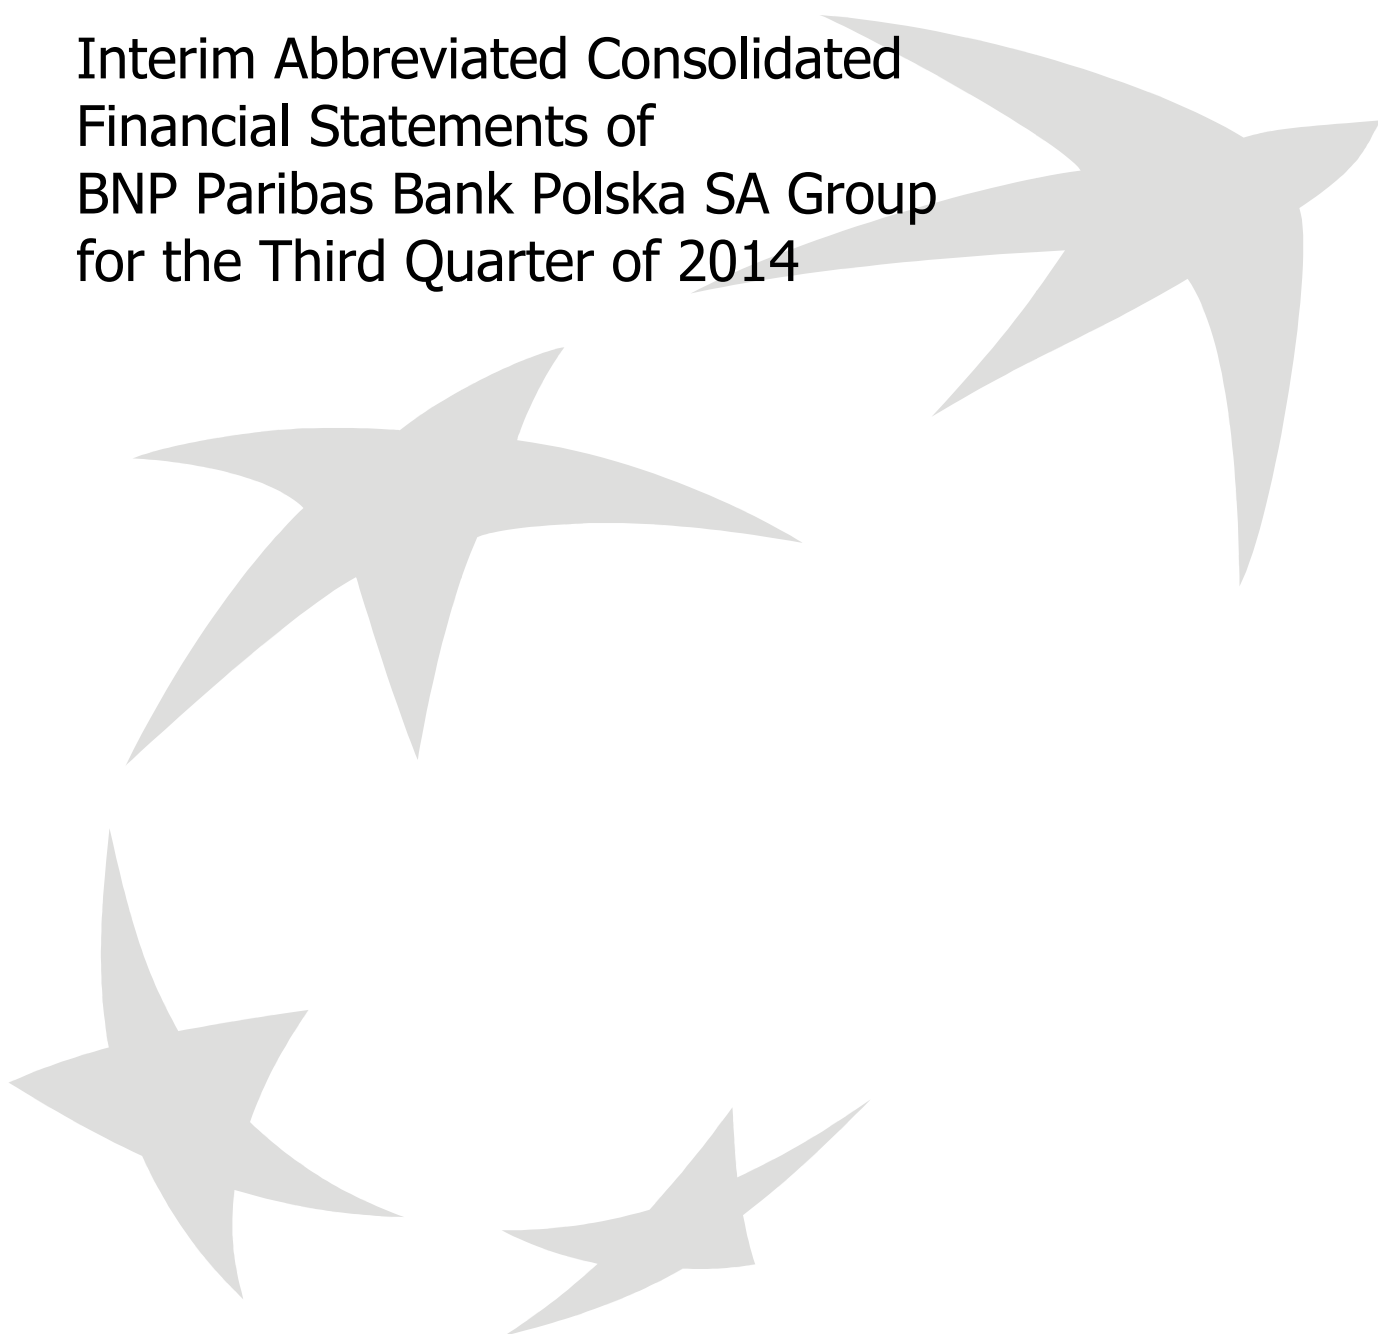 Interim Abbreviated Consolidated
Financial Statements of
BNP Paribas Bank Polska SA Group
for the Third Quarter of 2014